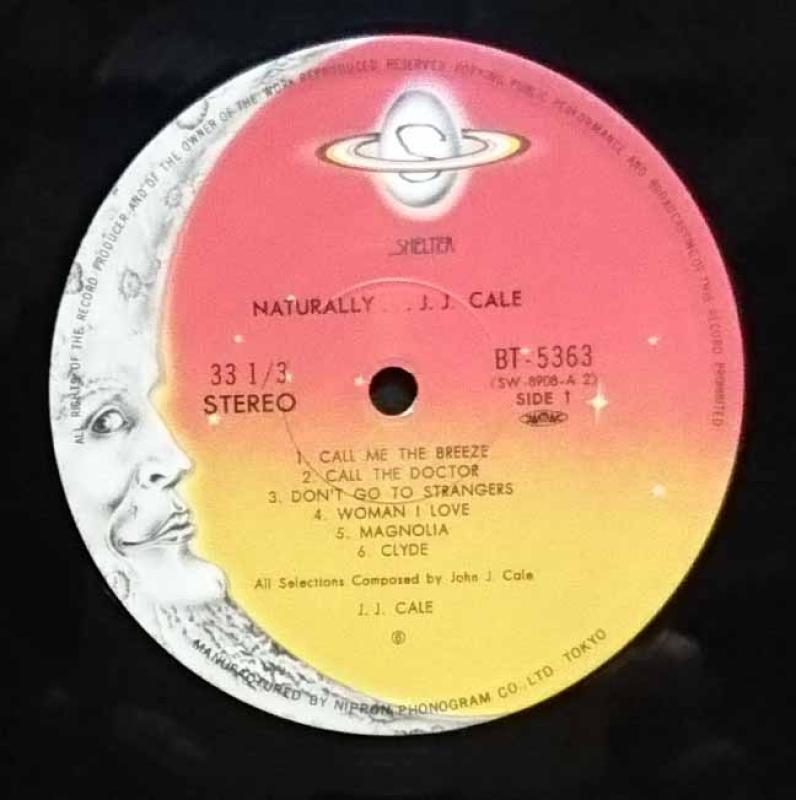 ALL RIGHTS OF THE RECORD PRODUCER AND OF THE OWNER OF THE WORK REPRODUCED RESERVED COPYING PUBLIC PERFORMANCE AND BROADCASTING OF THIS RECORD PROHIBITED
S
SHELTER
NATURALLY . . . J. J. CALE
33 1/3
STEREO
BT-5363
(SW-8908-A 2)
SIDE 1
1. CALL ME THE BREEZE
2. CALL THE DOCTOR
3. DON'T GO TO STRANGERS
4. WOMAN I LOVE
5. MAGNOLIA
6. CLYDE
All Selections Composed by John J. Cale
J. J. CALE
MANUFACTURED BY NIPPON PHONOGRAM CO., LTD. TOKYO